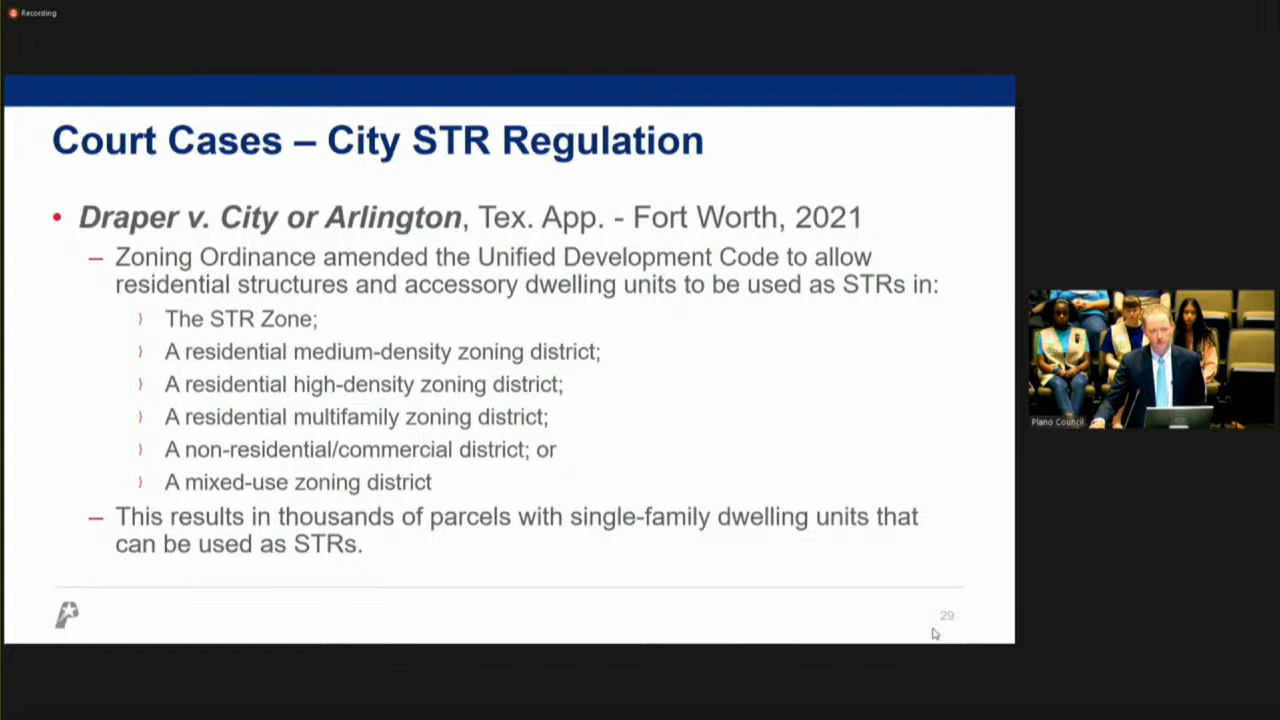 Recording
Court Cases – City STR Regulation
• Draper v. City or Arlington, Tex. App. - Fort Worth, 2021
– Zoning Ordinance amended the Unified Development Code to allow
residential structures and accessory dwelling units to be used as STRs in:
⟩ The STR Zone;
⟩ A residential medium-density zoning district;
⟩ A residential high-density zoning district;
⟩ A residential multifamily zoning district;
⟩ A non-residential/commercial district; or
⟩ A mixed-use zoning district
– This results in thousands of parcels with single-family dwelling units that
can be used as STRs.
29
Plano Council